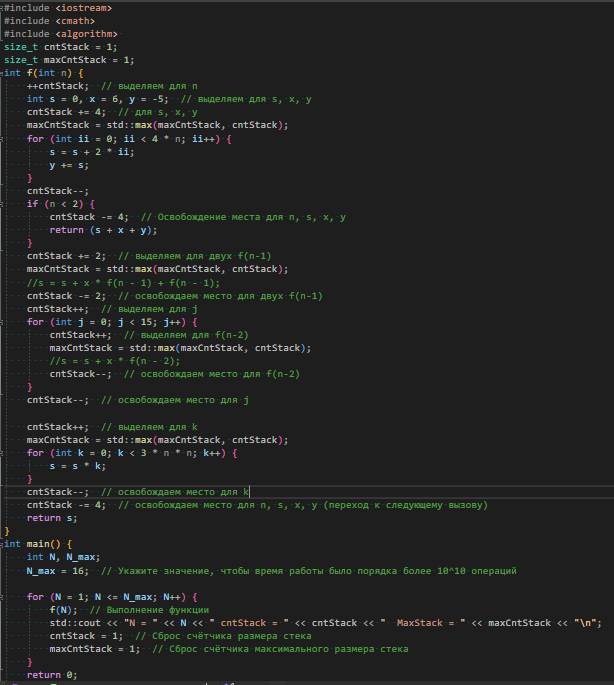 #include <iostream>
#include <cmath>
#include <algorithm>
size_t cntStack = 1;
size_t maxCntStack = 1;
int f(int n) {
    ++cntStack;  // выделяем для n
    int s = 0, x = 6, y = -5;  // выделяем для s, x, y
    cntStack += 4;  // для s, x, y
    maxCntStack = std::max(maxCntStack, cntStack);
    for (int ii = 0; ii < 4 * n; ii++) {
        s = s + 2 * ii;
        y += s;
    }
    cntStack--;
    if (n < 2) {
        cntStack -= 4;  // Освобождение места для n, s, x, y
        return (s + x + y);
    }
    cntStack += 2;  // выделяем для двух f(n-1)
    maxCntStack = std::max(maxCntStack, cntStack);
    //s = s + x * f(n - 1) + f(n - 1);
    cntStack -= 2;  // освобождаем место для двух f(n-1)
    cntStack++;  // выделяем для j
    for (int j = 0; j < 15; j++) {
        cntStack++;  // выделяем для f(n-2)
        maxCntStack = std::max(maxCntStack, cntStack);
        //s = s + x * f(n - 2);
        cntStack--;  // освобождаем место для f(n-2)
    }
    cntStack--;  // освобождаем место для j

    cntStack++;  // выделяем для k
    maxCntStack = std::max(maxCntStack, cntStack);
    for (int k = 0; k < 3 * n * n; k++) {
        s = s * k;
    }
    cntStack--;  // освобождаем место для k
    cntStack -= 4;  // освобождаем место для n, s, x, y (переход к следующему вызову)
    return s;
}
int main() {
    int N, N_max;
    N_max = 16;  // Укажите значение, чтобы время работы было порядка более 10^10 операций

    for (N = 1; N <= N_max; N++) {
        f(N);  // Выполнение функции
        std::cout << "N = " << N << " cntStack = " << cntStack << "  MaxStack = " << maxCntStack << "\n";
        cntStack = 1;  // Сброс счётчика размера стека
        maxCntStack = 1;  // Сброс счётчика максимального размера стека
    }
    return 0;